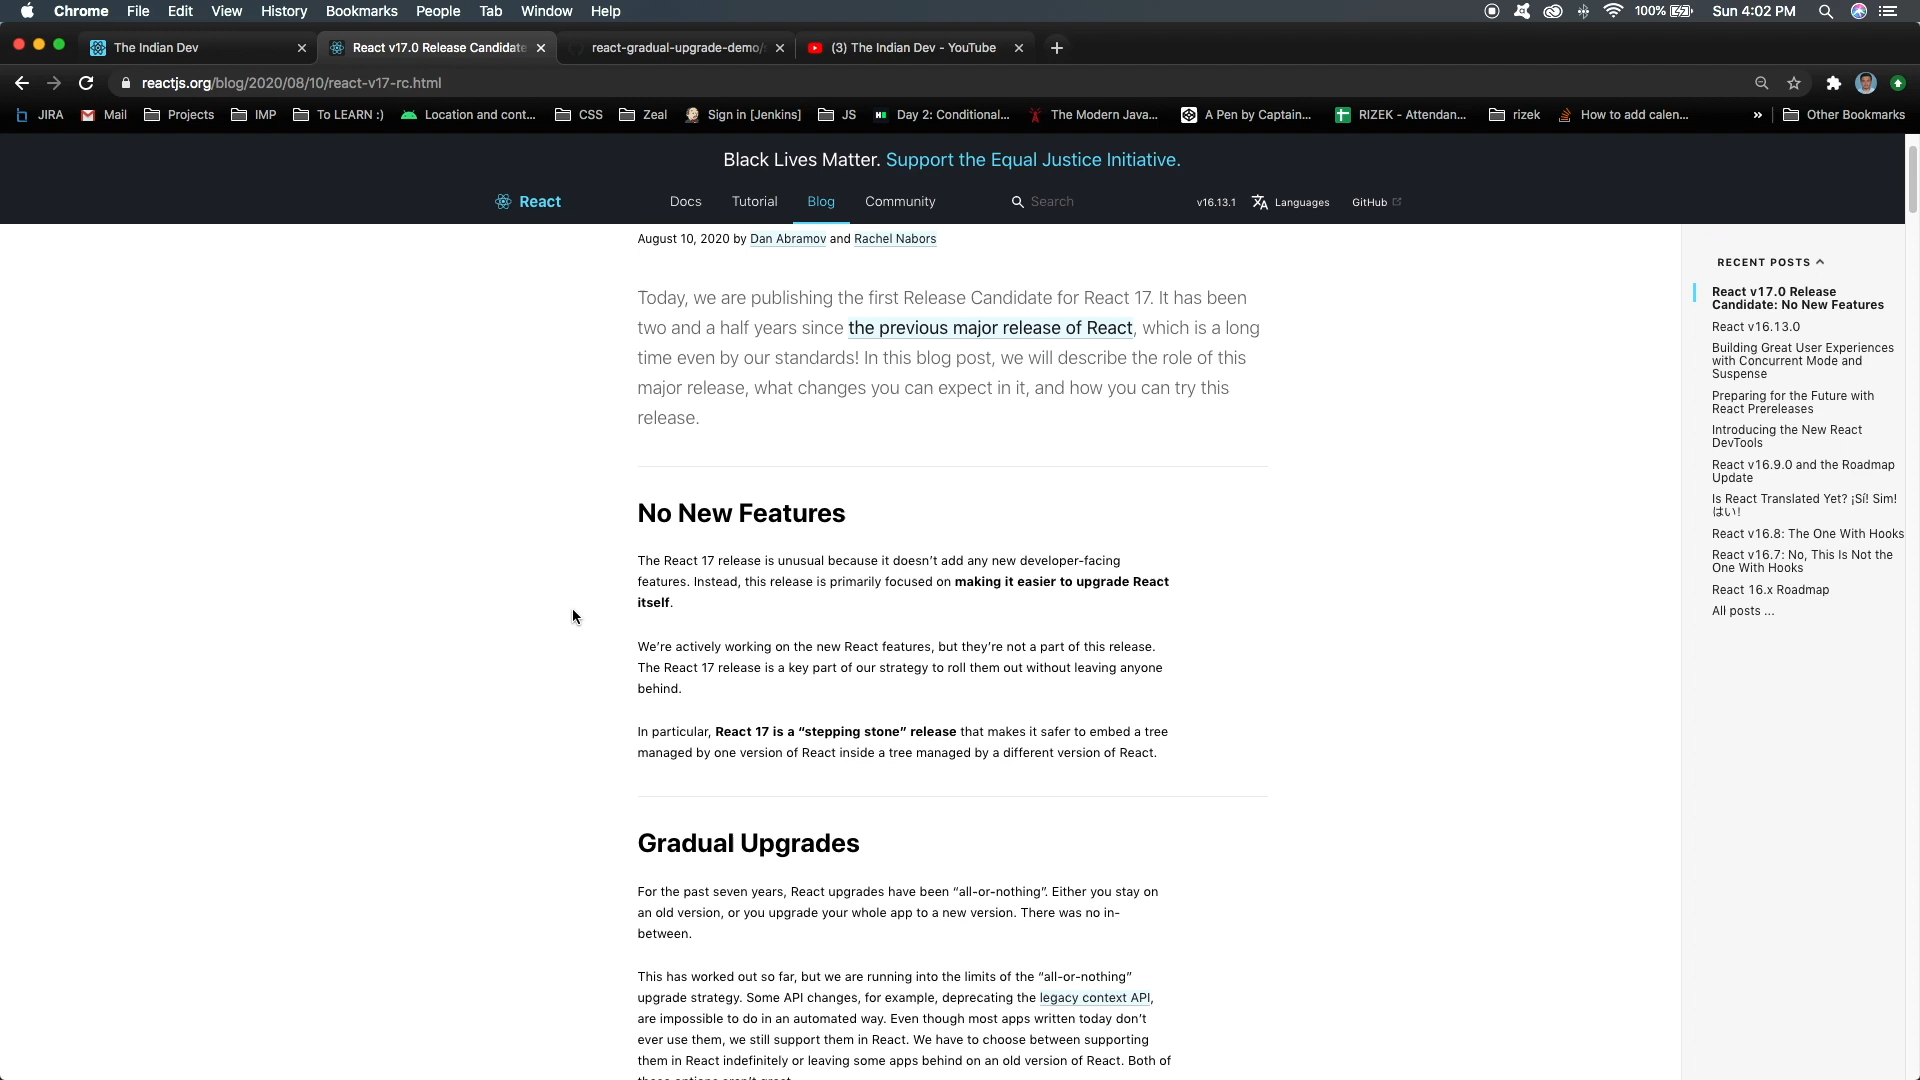 Chrome File Edit View History Bookmarks People Tab Window Help 100% Sun 4:02 PM
The Indian Dev React v17.0 Release Candidate react-gradual-upgrade-demo/ (3) The Indian Dev - YouTube
reactjs.org/blog/2020/08/10/react-v17-rc.html
JIRA Mail Projects IMP To LEARN :) Location and cont... CSS Zeal Sign in [Jenkins] JS Day 2: Conditional... The Modern Java... A Pen by Captain... RIZEK - Attendan... rizek How to add calen... » Other Bookmarks
Black Lives Matter. Support the Equal Justice Initiative.
React Docs Tutorial Blog Community Search v16.13.1 Languages GitHub
August 10, 2020 by Dan Abramov and Rachel Nabors
Today, we are publishing the first Release Candidate for React 17. It has been
two and a half years since the previous major release of React, which is a long
time even by our standards! In this blog post, we will describe the role of this
major release, what changes you can expect in it, and how you can try this
release.
No New Features
The React 17 release is unusual because it doesn’t add any new developer-facing
features. Instead, this release is primarily focused on making it easier to upgrade React
itself.
We’re actively working on the new React features, but they’re not a part of this release.
The React 17 release is a key part of our strategy to roll them out without leaving anyone
behind.
In particular, React 17 is a “stepping stone” release that makes it safer to embed a tree
managed by one version of React inside a tree managed by a different version of React.
Gradual Upgrades
For the past seven years, React upgrades have been “all-or-nothing”. Either you stay on
an old version, or you upgrade your whole app to a new version. There was no in-
between.
This has worked out so far, but we are running into the limits of the “all-or-nothing”
upgrade strategy. Some API changes, for example, deprecating the legacy context API,
are impossible to do in an automated way. Even though most apps written today don’t
ever use them, we still support them in React. We have to choose between supporting
them in React indefinitely or leaving some apps behind on an old version of React. Both of
RECENT POSTS
React v17.0 Release
Candidate: No New Features
React v16.13.0
Building Great User Experiences
with Concurrent Mode and
Suspense
Preparing for the Future with
React Prereleases
Introducing the New React
DevTools
React v16.9.0 and the Roadmap
Update
Is React Translated Yet? ¡Sí! Sim!
はい!
React v16.8: The One With Hooks
React v16.7: No, This Is Not the
One With Hooks
React 16.x Roadmap
All posts ...